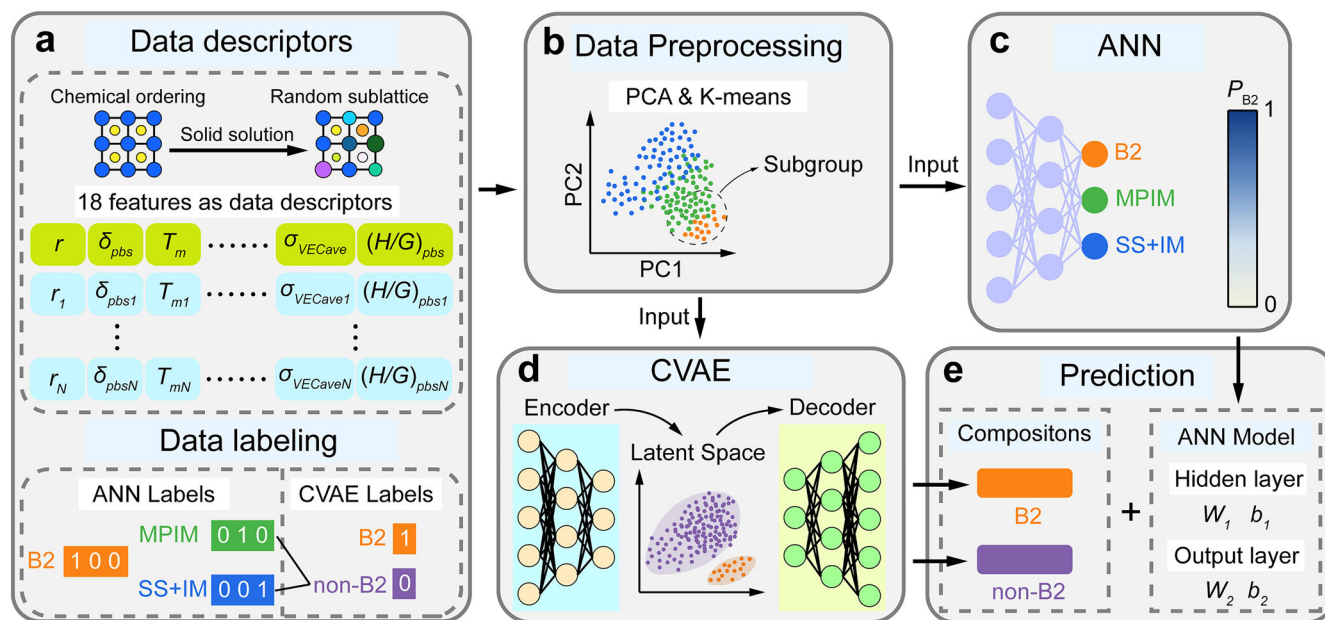 a
Data descriptors
Chemical ordering
Random sublattice
Solid solution
18 features as data descriptors
r δpbs Tm ······ σVECave (H/G)pbs
r1 δpbs1 Tm1 ······ σVECave1 (H/G)pbs1
rN δpbsN TmN ······ σVECaveN (H/G)pbsN
Data labeling
ANN Labels
CVAE Labels
MPIM 0 1 0
B2 1 0 0
SS+IM 0 0 1
B2 1
non-B2 0
b
Data Preprocessing
PCA & K-means
PC2
Subgroup
PC1
Input
Input
c
ANN
PB2
1
B2
MPIM
SS+IM
0
d
CVAE
Encoder
Decoder
Latent Space
e
Prediction
Compositons
B2
non-B2
+
ANN Model
Hidden layer
W1 b1
Output layer
W2 b2